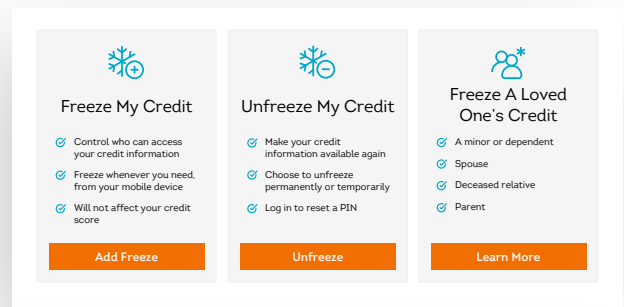 Freeze My Credit
Control who can access
your credit information
Freeze whenever you need,
from your mobile device
Will not affect your credit
score
Add Freeze
Unfreeze My Credit
Make your credit
information available again
Choose to unfreeze
permanently or temporarily
Log in to reset a PIN
Unfreeze
Freeze A Loved
One's Credit
A minor or dependent
Spouse
Deceased relative
Parent
Learn More